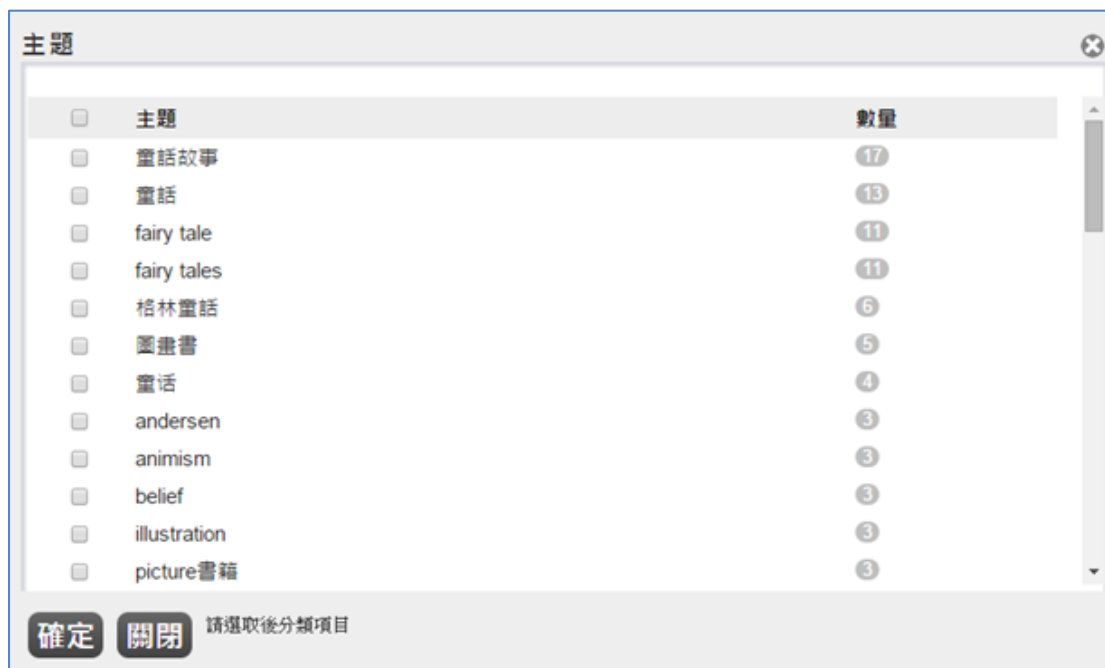 主題
主題 數量
童話故事 17
童話 13
fairy tale 11
fairy tales 11
格林童話 6
圖畫書 5
童话 4
andersen 3
animism 3
belief 3
illustration 3
picture書籍 3
確定 關閉 請選取後分類項目